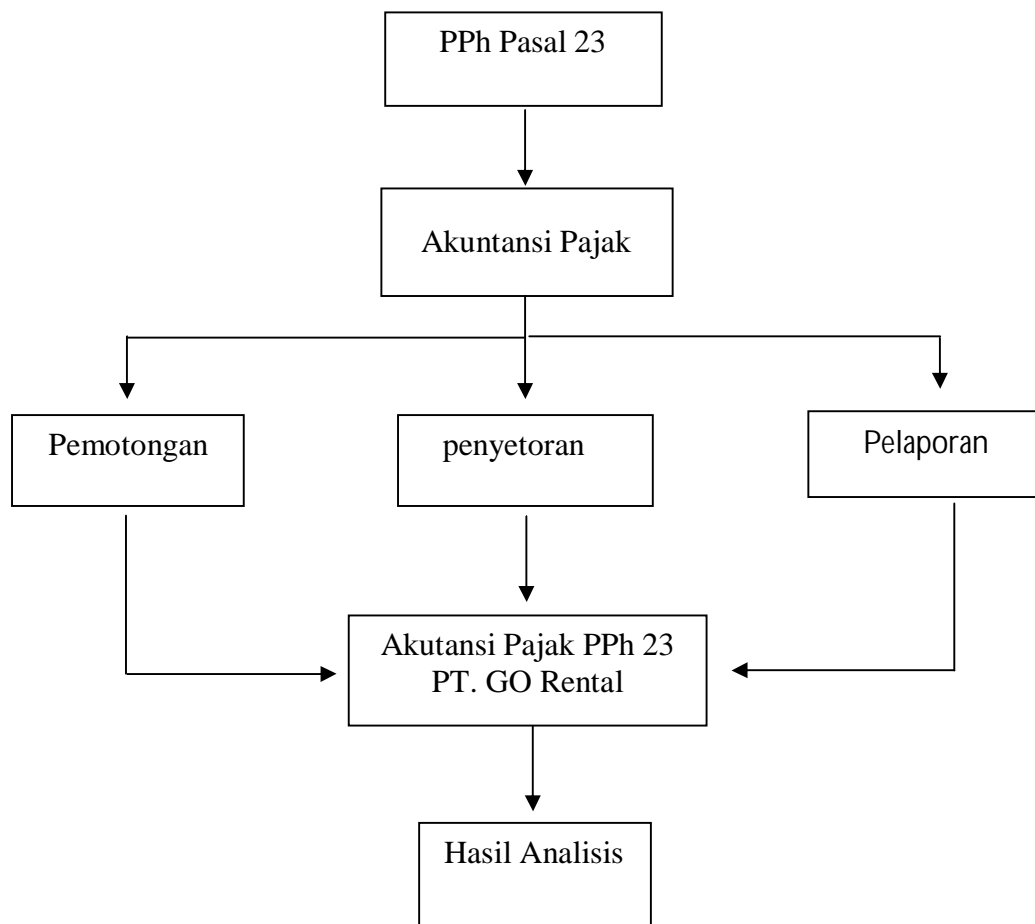 PPh Pasal 23
Akuntansi Pajak
Pemotongan
penyetoran
Pelaporan
Akutansi Pajak PPh 23
PT. GO Rental
Hasil Analisis